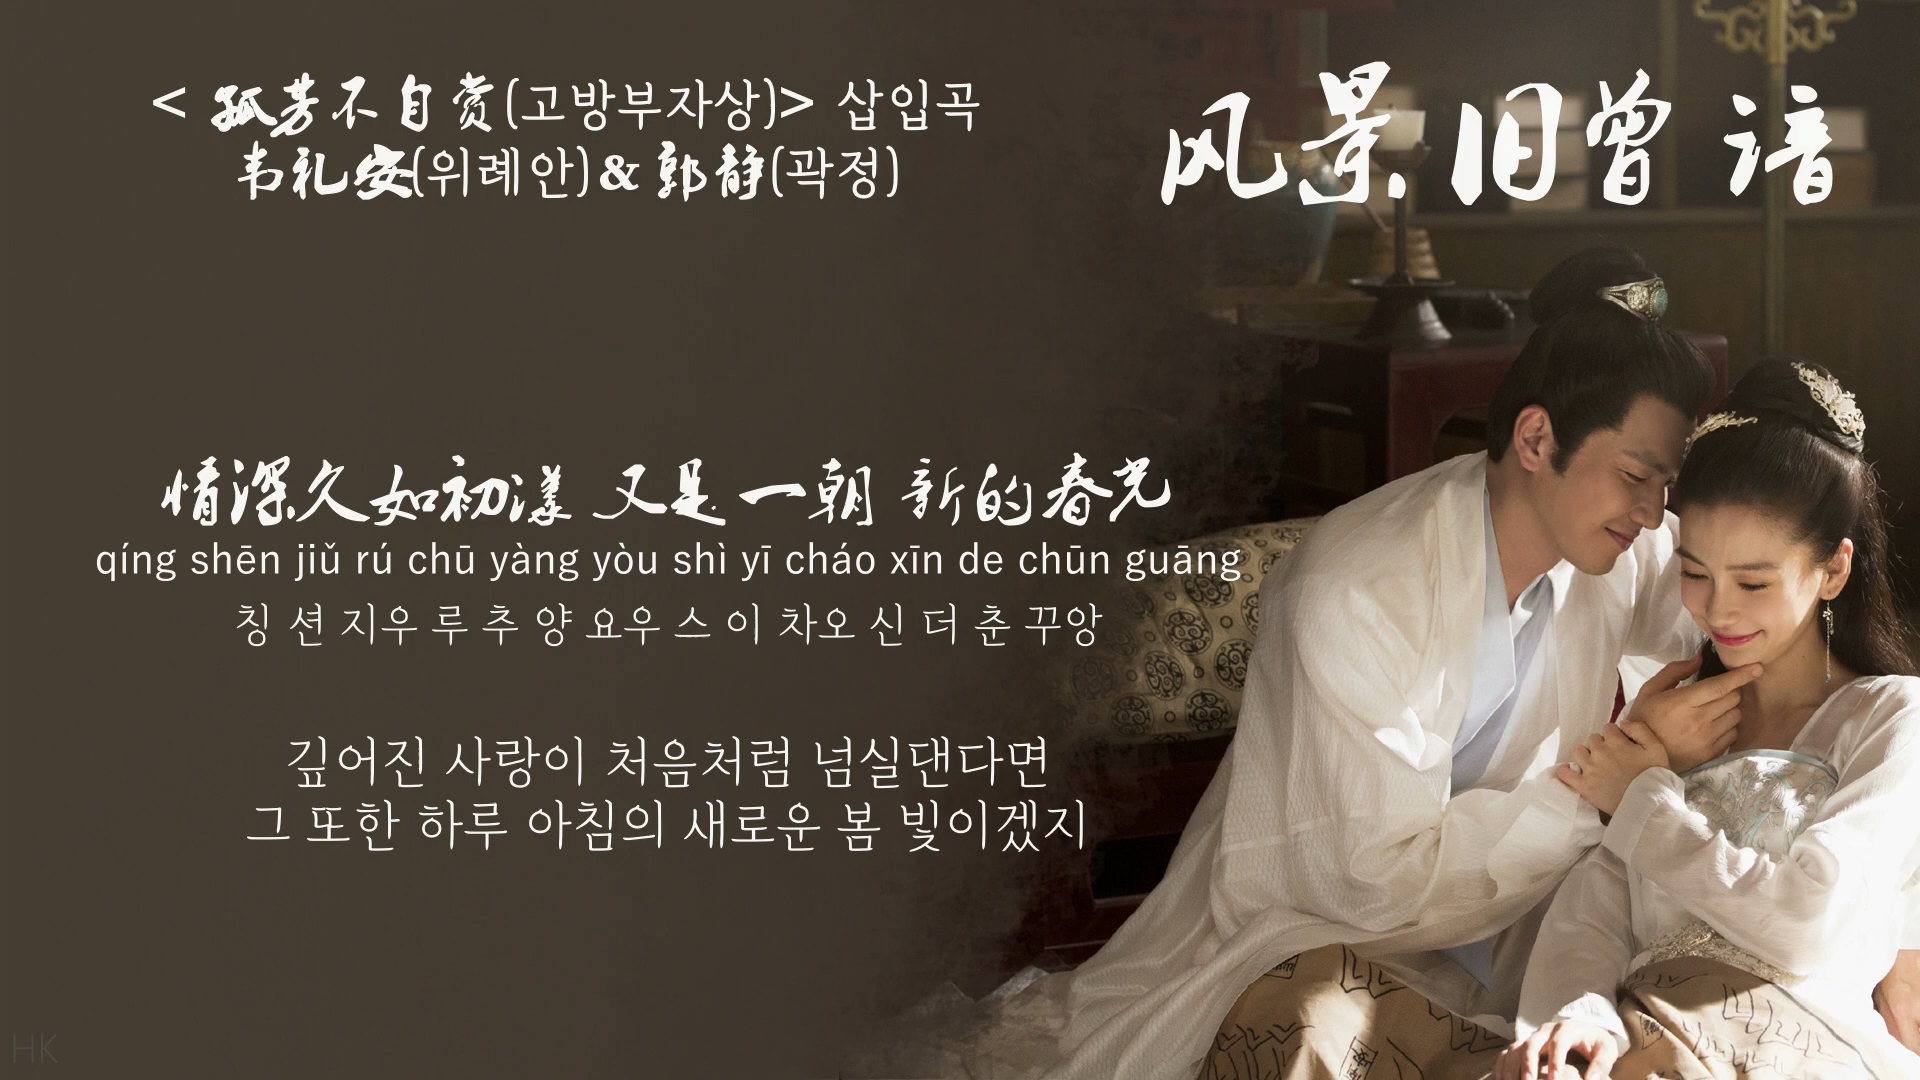 < 孤芳不自赏(고방부자상)> 삽입곡
韦礼安(위례안)& 郭静(곽정)
风景旧曾谙
情深久如初漾 又是一朝 新的春光
qíng shēn jiǔ rú chū yàng yòu shì yī cháo xīn de chūn guāng
칭 션 지우 루 추 양 요우 스 이 차오 신 더 춘 꾸앙
깊어진 사랑이 처음처럼 넘실댄다면
그 또한 하루 아침의 새로운 봄 빛이겠지
HK